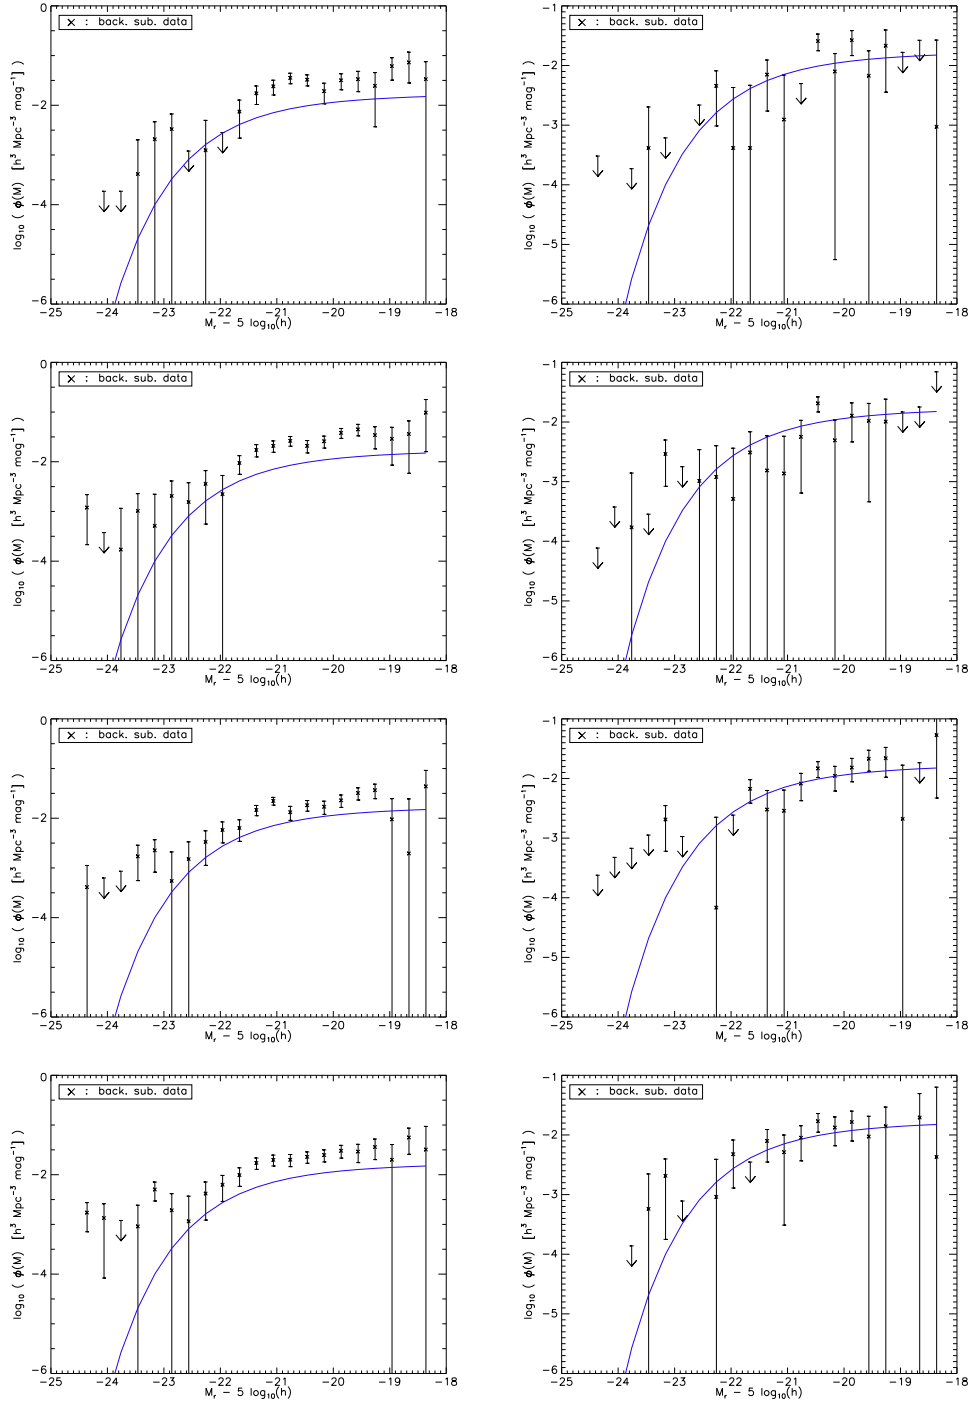 0
× : back. sub. data
-2
-4
-6
log₁₀ ( ϕ(M) [h³ Mpc⁻³ mag⁻¹] )
-25 -24 -23 -22 -21 -20 -19 -18
Mᵣ - 5 log₁₀(h)
-1
× : back. sub. data
-2
-3
-4
-5
-6
log₁₀ ( ϕ(M) [h³ Mpc⁻³ mag⁻¹] )
-25 -24 -23 -22 -21 -20 -19 -18
Mᵣ - 5 log₁₀(h)
0
× : back. sub. data
-2
-4
-6
log₁₀ ( ϕ(M) [h³ Mpc⁻³ mag⁻¹] )
-25 -24 -23 -22 -21 -20 -19 -18
Mᵣ - 5 log₁₀(h)
-1
× : back. sub. data
-2
-3
-4
-5
-6
log₁₀ ( ϕ(M) [h³ Mpc⁻³ mag⁻¹] )
-25 -24 -23 -22 -21 -20 -19 -18
Mᵣ - 5 log₁₀(h)
0
× : back. sub. data
-2
-4
-6
log₁₀ ( ϕ(M) [h³ Mpc⁻³ mag⁻¹] )
-25 -24 -23 -22 -21 -20 -19 -18
Mᵣ - 5 log₁₀(h)
-1
× : back. sub. data
-2
-3
-4
-5
-6
log₁₀ ( ϕ(M) [h³ Mpc⁻³ mag⁻¹] )
-25 -24 -23 -22 -21 -20 -19 -18
Mᵣ - 5 log₁₀(h)
0
× : back. sub. data
-2
-4
-6
log₁₀ ( ϕ(M) [h³ Mpc⁻³ mag⁻¹] )
-25 -24 -23 -22 -21 -20 -19 -18
Mᵣ - 5 log₁₀(h)
-1
× : back. sub. data
-2
-3
-4
-5
-6
log₁₀ ( ϕ(M) [h³ Mpc⁻³ mag⁻¹] )
-25 -24 -23 -22 -21 -20 -19 -18
Mᵣ - 5 log₁₀(h)